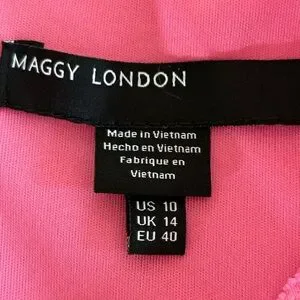 MAGGY LONDON
Made in Vietnam
Hecho en Vietnam
Fabrique en
Vietnam
US 10
UK 14
EU 40